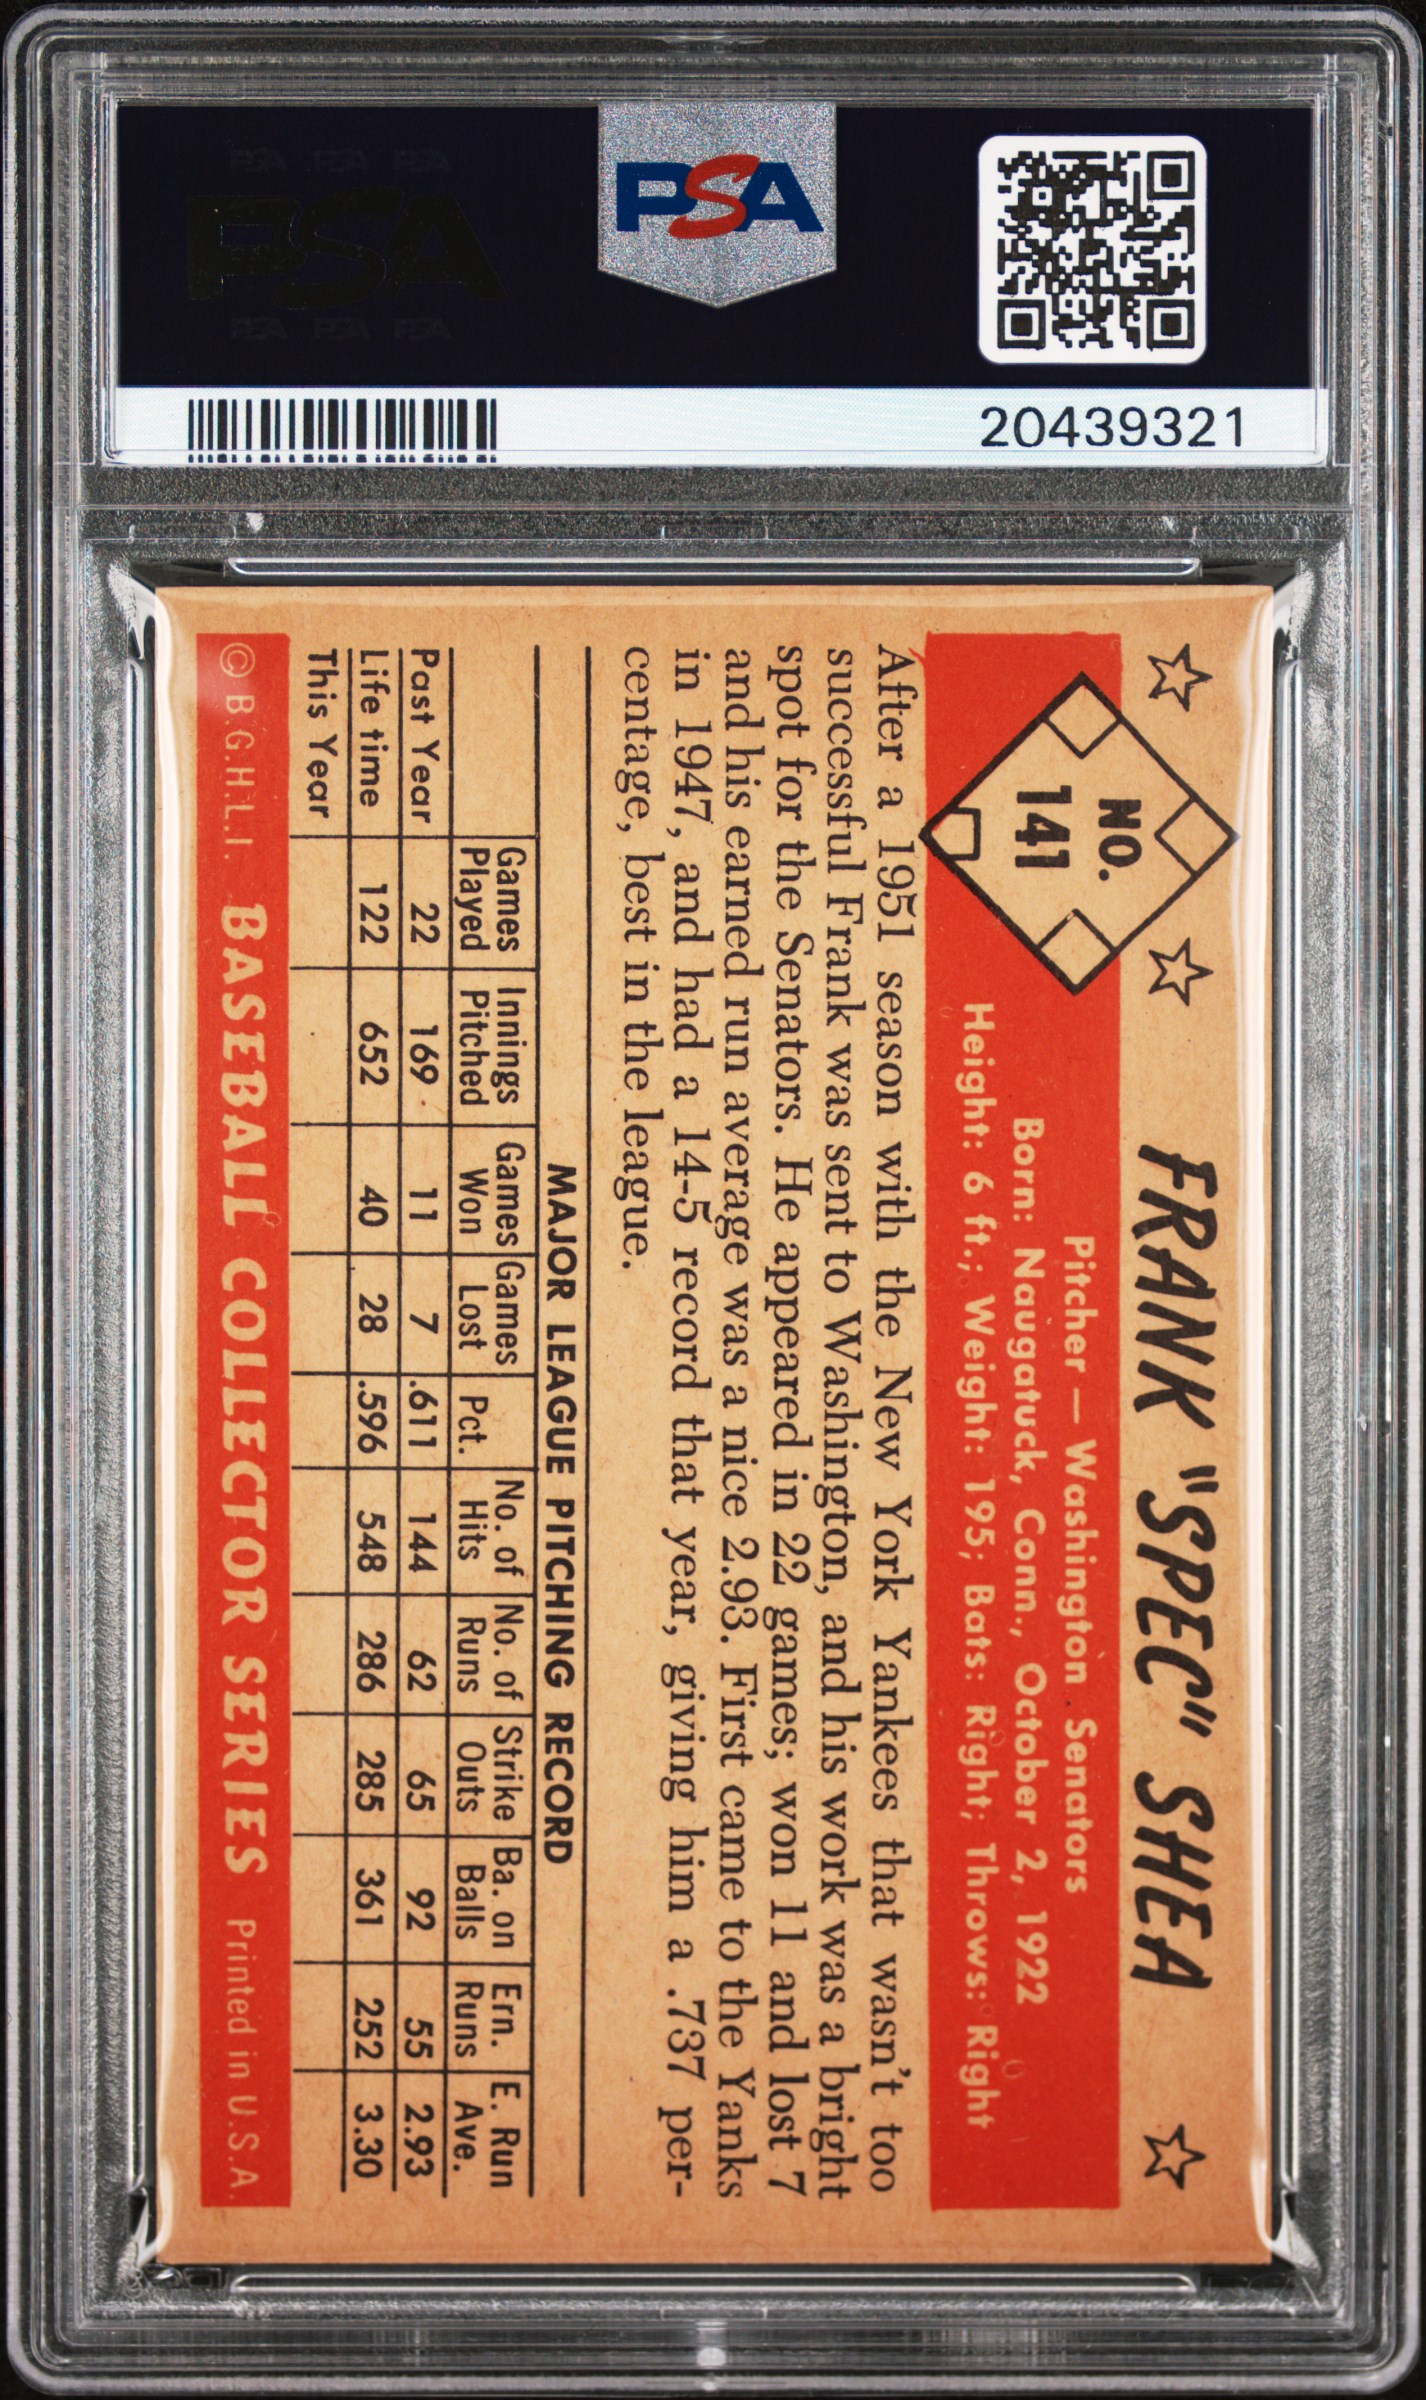 PSA
20439321
NO.
141
FRANK "SPEC" SHEA
Pitcher — Washington Senators
Born: Naugatuck, Conn., October 2, 1922
Height: 6 ft.; Weight: 195; Bats: Right; Throws: Right
After a 1951 season with the New York Yankees that wasn't too
successful Frank was sent to Washington, and his work was a bright
spot for the Senators. He appeared in 22 games; won 11 and lost 7
and his earned run average was a nice 2.93. First came to the Yanks
in 1947, and had a 14-5 record that year, giving him a .737 per-
centage, best in the league.
MAJOR LEAGUE PITCHING RECORD
Games Innings Games Games No. of No. of Strike Ba. on Ern. E. Run
Played Pitched Won Lost Pct. Hits Runs Outs Balls Runs Ave.
Past Year 22 169 11 7 .611 144 62 65 92 55 2.93
Life time 122 652 40 28 .596 548 286 285 361 252 3.30
This Year
© B.G.H.L.I. BASEBALL COLLECTOR SERIES Printed in U.S.A.